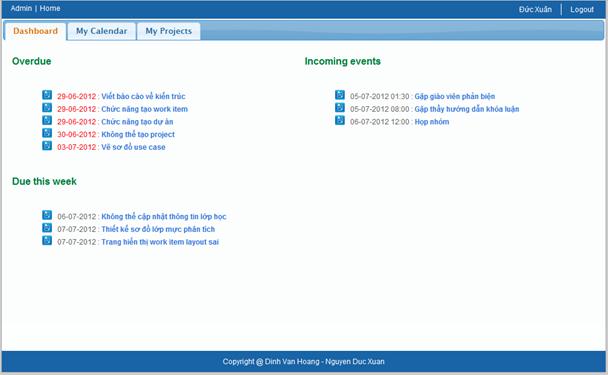 Admin | Home
Đức Xuân | Logout
Dashboard
My Calendar
My Projects
Overdue
29-06-2012 : Viết báo cáo về kiến trúc
29-06-2012 : Chức năng tạo work item
29-06-2012 : Chức năng tạo dự án
30-06-2012 : Không thể tạo project
03-07-2012 : Vẽ sơ đồ use case
Due this week
06-07-2012 : Không thể cập nhật thông tin lớp học
07-07-2012 : Thiết kế sơ đồ lớp mực phân tích
07-07-2012 : Trang hiển thị work item layout sai
Incoming events
05-07-2012 01:30 : Gặp giáo viên phản biện
05-07-2012 08:00 : Gặp thầy hướng dẫn khóa luận
06-07-2012 12:00 : Họp nhóm
Copyright @ Dinh Van Hoang - Nguyen Duc Xuan